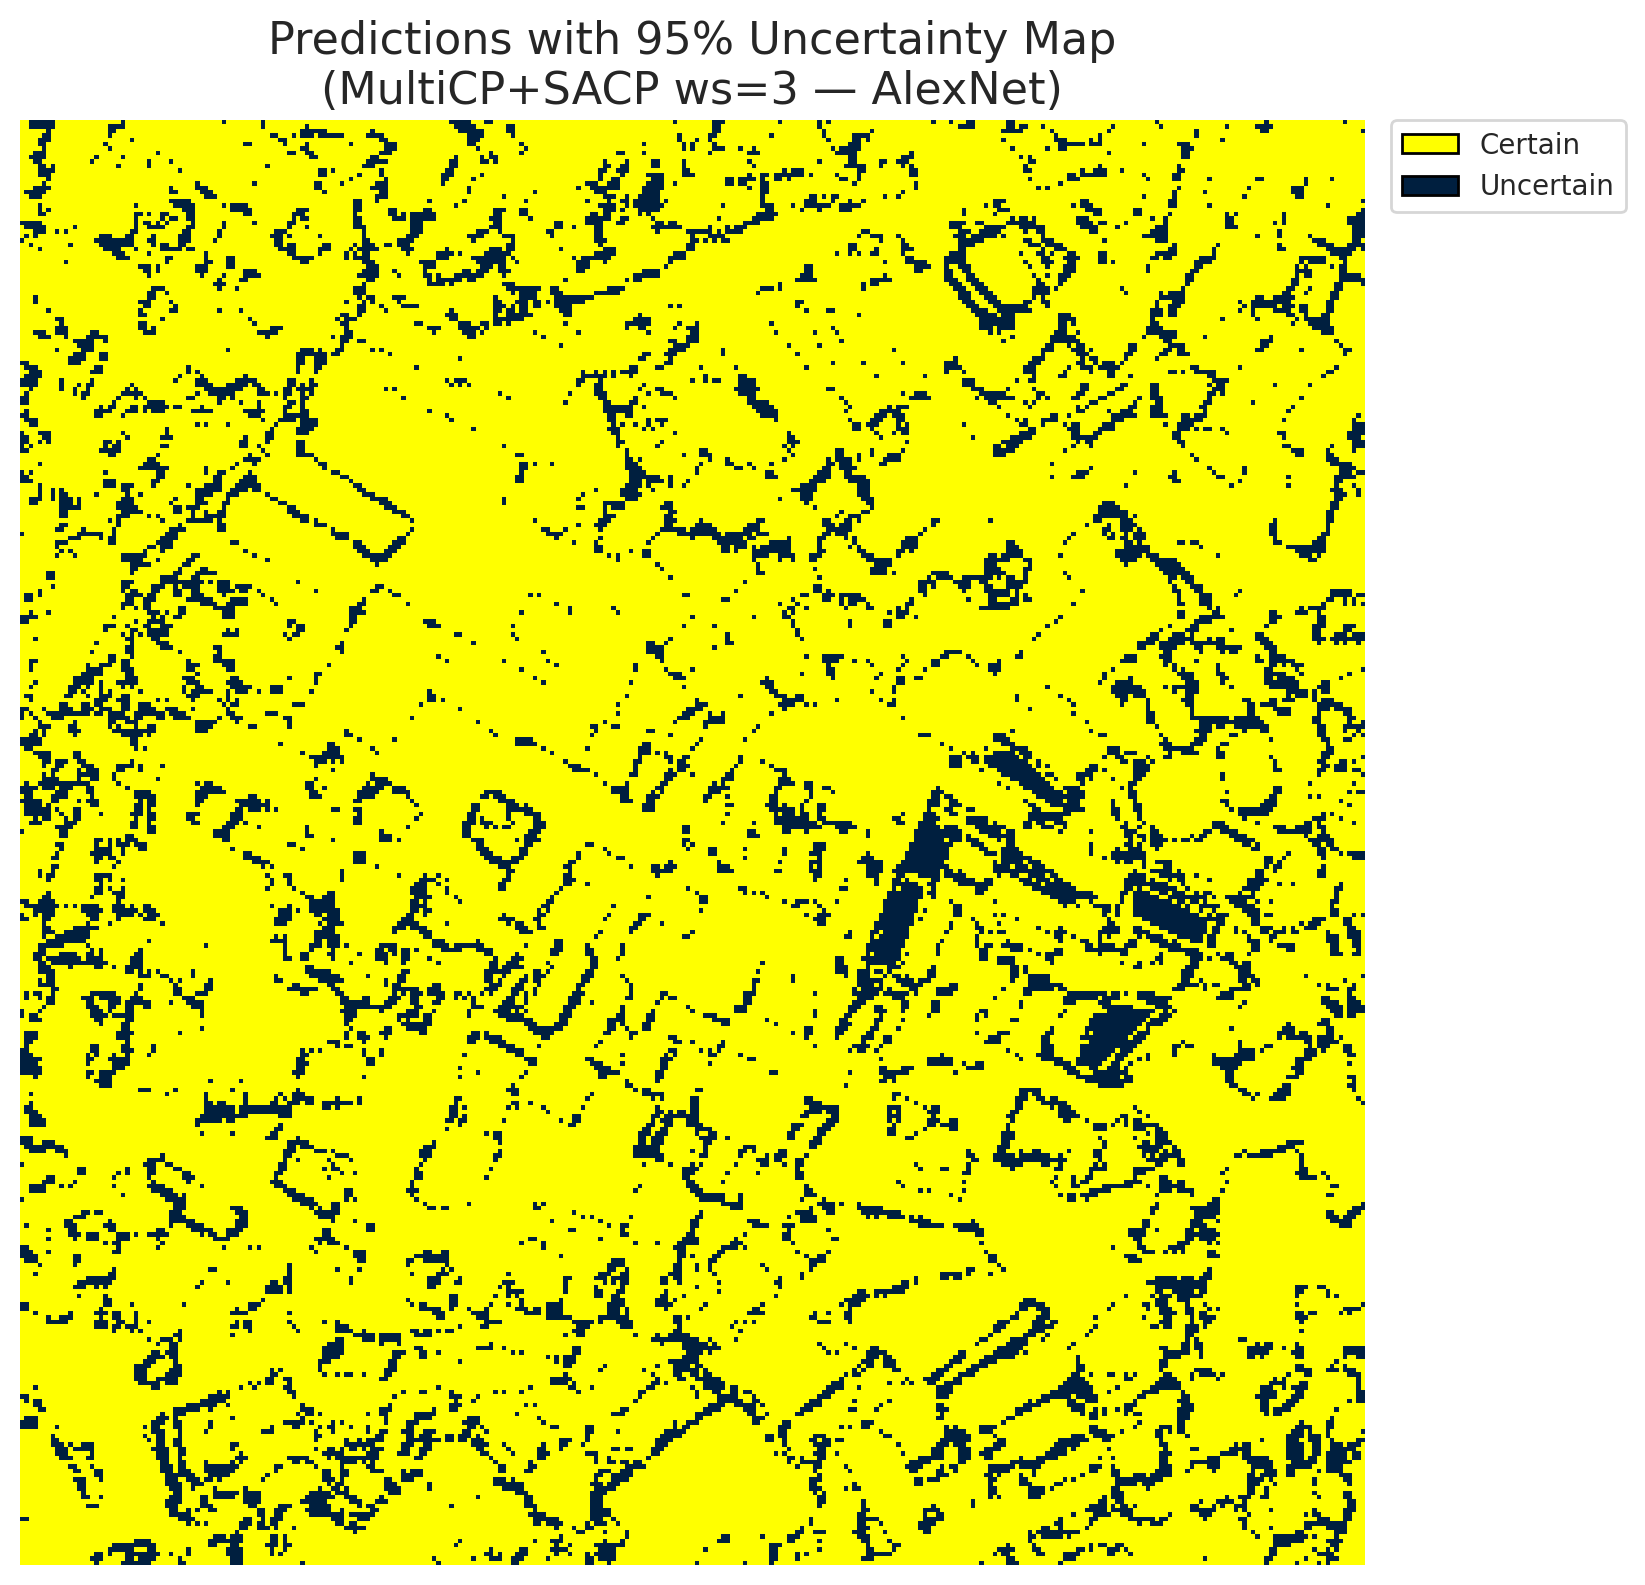 Predictions with 95% Uncertainty Map
(MultiCP+SACP ws=3 — AlexNet)
Certain
Uncertain